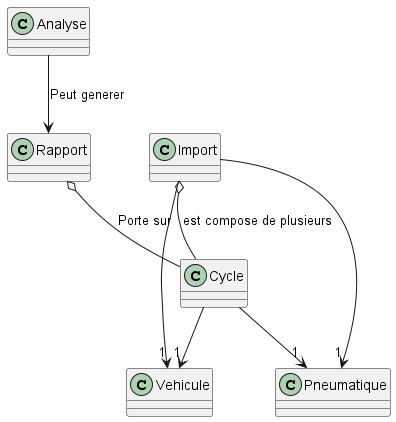 C Analyse
Peut generer
C Rapport
C Import
Porte sur
est compose de plusieurs
C Cycle
1
1
1
1
C Vehicule
C Pneumatique